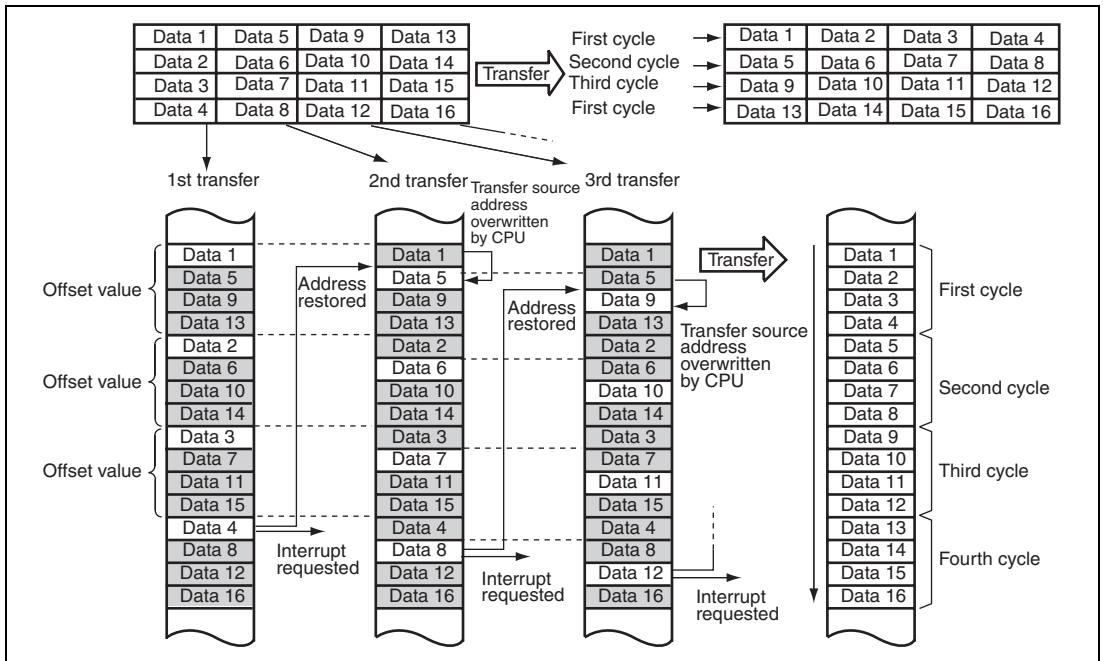 Data 1 Data 5 Data 9 Data 13
Data 2 Data 6 Data 10 Data 14
Data 3 Data 7 Data 11 Data 15
Data 4 Data 8 Data 12 Data 16
Transfer
First cycle
Second cycle
Third cycle
First cycle
Data 1 Data 2 Data 3 Data 4
Data 5 Data 6 Data 7 Data 8
Data 9 Data 10 Data 11 Data 12
Data 13 Data 14 Data 15 Data 16
1st transfer
2nd transfer
Transfer source
address
overwritten
by CPU
3rd transfer
Offset value
Offset value
Offset value
Data 1
Data 5
Data 9
Data 13
Data 2
Data 6
Data 10
Data 14
Data 3
Data 7
Data 11
Data 15
Data 4
Data 8
Data 12
Data 16
Address
restored
Interrupt
requested
Data 1
Data 5
Data 9
Data 13
Data 2
Data 6
Data 10
Data 14
Data 3
Data 7
Data 11
Data 15
Data 4
Data 8
Data 12
Data 16
Address
restored
Interrupt
requested
Data 1
Data 5
Data 9
Data 13
Data 2
Data 6
Data 10
Data 14
Data 3
Data 7
Data 11
Data 15
Data 4
Data 8
Data 12
Data 16
Transfer
Transfer source
address
overwritten
by CPU
Interrupt
requested
Data 1
Data 2
Data 3
Data 4
Data 5
Data 6
Data 7
Data 8
Data 9
Data 10
Data 11
Data 12
Data 13
Data 14
Data 15
Data 16
First cycle
Second cycle
Third cycle
Fourth cycle